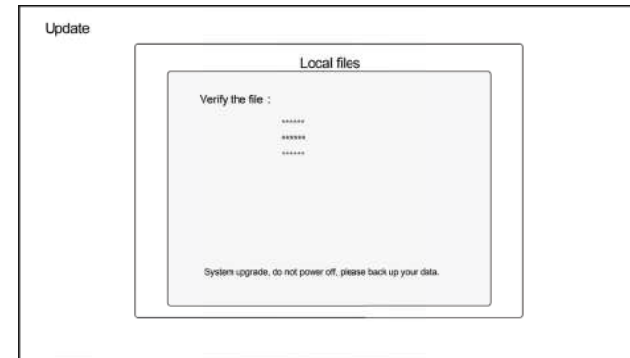 Update
Local files
Verify the file :
******
******
******
System upgrade, do not power off, please back up your data.